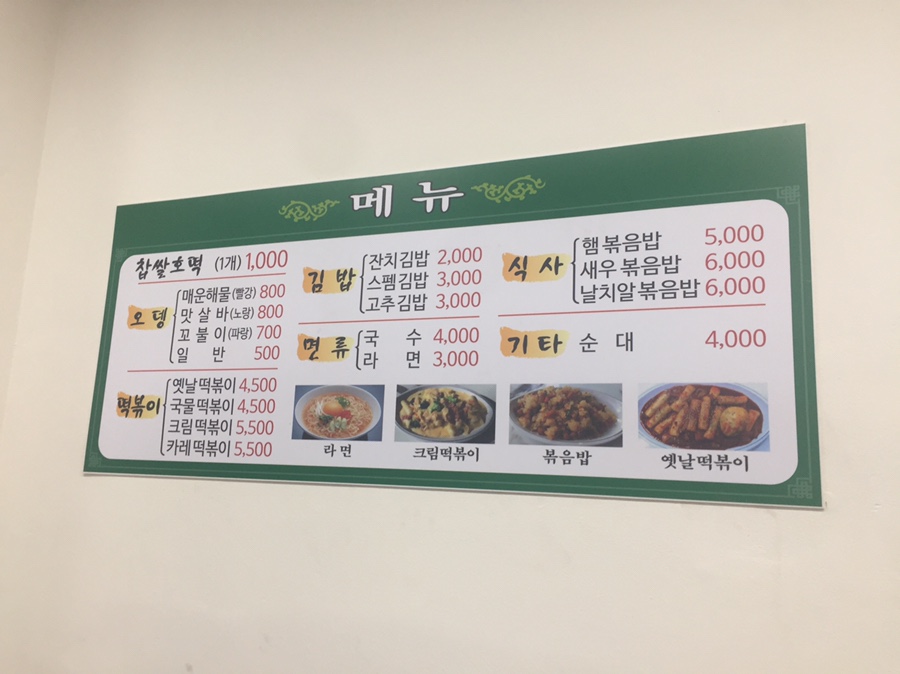 메뉴
찹쌀호떡 (1개) 1,000
오뎅
매운해물(빨강) 800
맛살바(노랑) 800
꼬불이(파랑) 700
일반 500
떡볶이
옛날떡볶이 4,500
국물떡볶이 4,500
크림떡볶이 5,500
카레떡볶이 5,500
김밥
잔치김밥 2,000
스펨김밥 3,000
고추김밥 3,000
면류
국수 4,000
라면 3,000
식사
햄볶음밥 5,000
새우볶음밥 6,000
날치알볶음밥 6,000
기타 순대 4,000
라면
크림떡볶이
볶음밥
옛날떡볶이